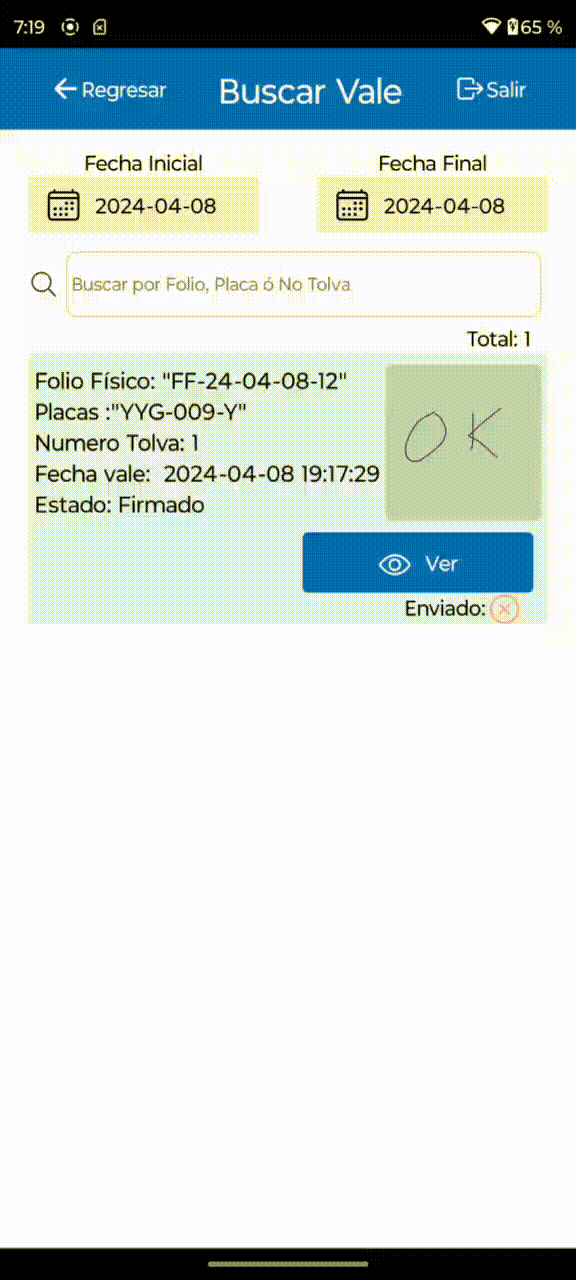 7:19 65 %
Regresar Buscar Vale Salir
Fecha Inicial Fecha Final
2024-04-08 2024-04-08
Buscar por Folio, Placa ó No Tolva
Total: 1
Folio Físico: "FF-24-04-08-12"
Placas :"YYG-009-Y"
Numero Tolva: 1
Fecha vale:  2024-04-08 19:17:29
Estado: Firmado
OK
Ver
Enviado: